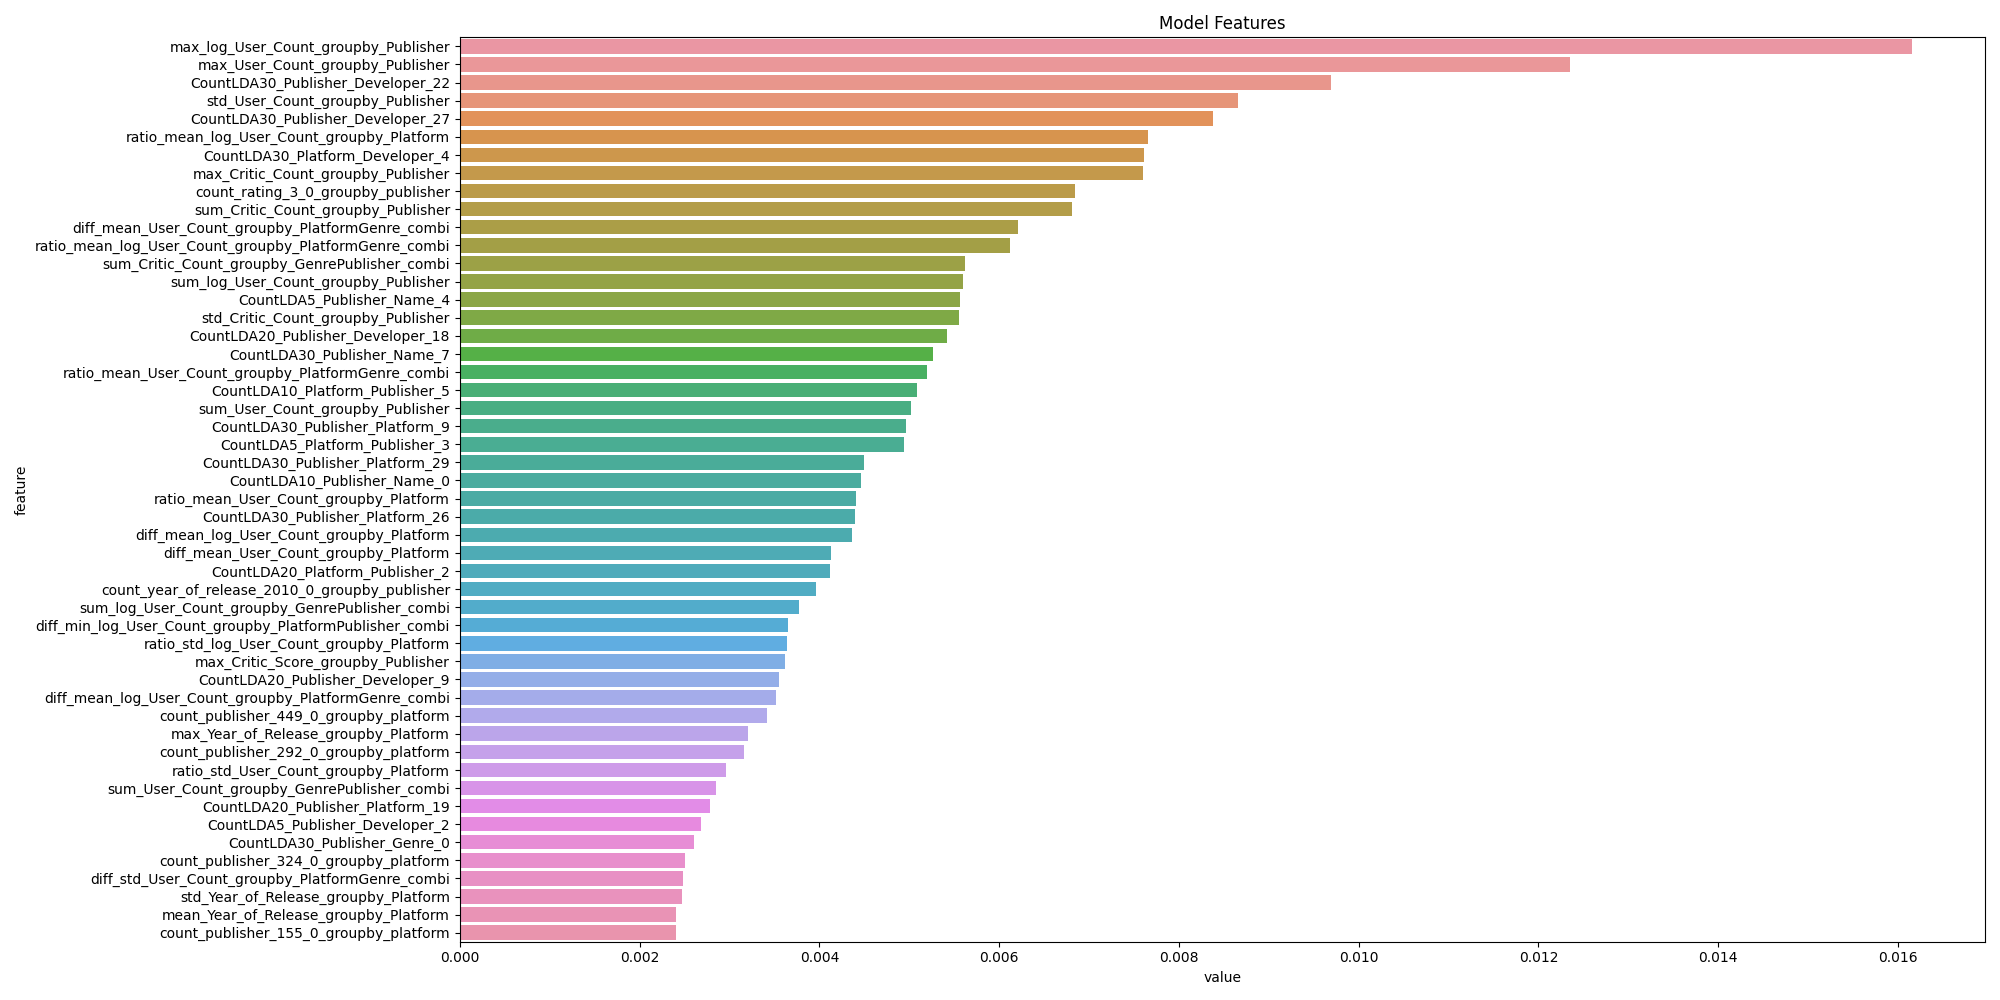 Model Features
max_log_User_Count_groupby_Publisher
max_User_Count_groupby_Publisher
CountLDA30_Publisher_Developer_22
std_User_Count_groupby_Publisher
CountLDA30_Publisher_Developer_27
ratio_mean_log_User_Count_groupby_Platform
CountLDA30_Platform_Developer_4
max_Critic_Count_groupby_Publisher
count_rating_3_0_groupby_publisher
sum_Critic_Count_groupby_Publisher
diff_mean_User_Count_groupby_PlatformGenre_combi
ratio_mean_log_User_Count_groupby_PlatformGenre_combi
sum_Critic_Count_groupby_GenrePublisher_combi
sum_log_User_Count_groupby_Publisher
CountLDA5_Publisher_Name_4
std_Critic_Count_groupby_Publisher
CountLDA20_Publisher_Developer_18
CountLDA30_Publisher_Name_7
ratio_mean_User_Count_groupby_PlatformGenre_combi
CountLDA10_Platform_Publisher_5
sum_User_Count_groupby_Publisher
CountLDA30_Publisher_Platform_9
CountLDA5_Platform_Publisher_3
CountLDA30_Publisher_Platform_29
CountLDA10_Publisher_Name_0
ratio_mean_User_Count_groupby_Platform
CountLDA30_Publisher_Platform_26
diff_mean_log_User_Count_groupby_Platform
diff_mean_User_Count_groupby_Platform
CountLDA20_Platform_Publisher_2
count_year_of_release_2010_0_groupby_publisher
sum_log_User_Count_groupby_GenrePublisher_combi
diff_min_log_User_Count_groupby_PlatformPublisher_combi
ratio_std_log_User_Count_groupby_Platform
max_Critic_Score_groupby_Publisher
CountLDA20_Publisher_Developer_9
diff_mean_log_User_Count_groupby_PlatformGenre_combi
count_publisher_449_0_groupby_platform
max_Year_of_Release_groupby_Platform
count_publisher_292_0_groupby_platform
ratio_std_User_Count_groupby_Platform
sum_User_Count_groupby_GenrePublisher_combi
CountLDA20_Publisher_Platform_19
CountLDA5_Publisher_Developer_2
CountLDA30_Publisher_Genre_0
count_publisher_324_0_groupby_platform
diff_std_User_Count_groupby_PlatformGenre_combi
std_Year_of_Release_groupby_Platform
mean_Year_of_Release_groupby_Platform
count_publisher_155_0_groupby_platform
feature
0.000 0.002 0.004 0.006 0.008 0.010 0.012 0.014 0.016
value